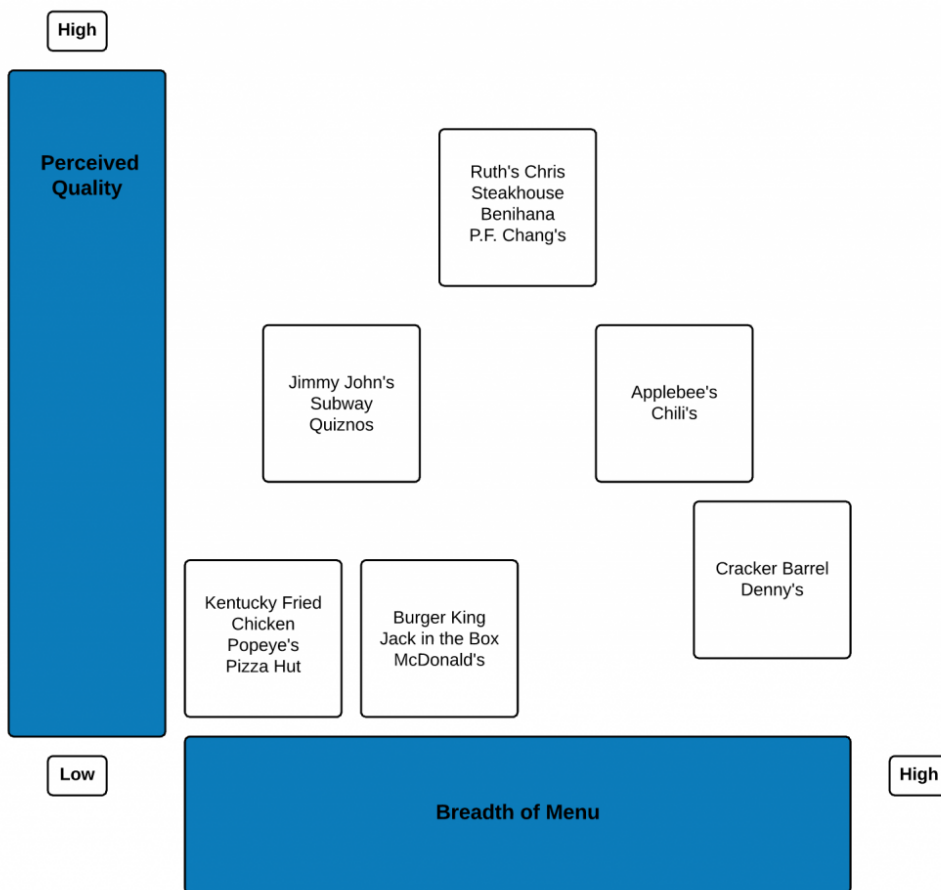 High
Perceived
Quality
Ruth's Chris
Steakhouse
Benihana
P.F. Chang's
Jimmy John's
Subway
Quiznos
Applebee's
Chili's
Cracker Barrel
Denny's
Kentucky Fried
Chicken
Popeye's
Pizza Hut
Burger King
Jack in the Box
McDonald's
Low
Breadth of Menu
High